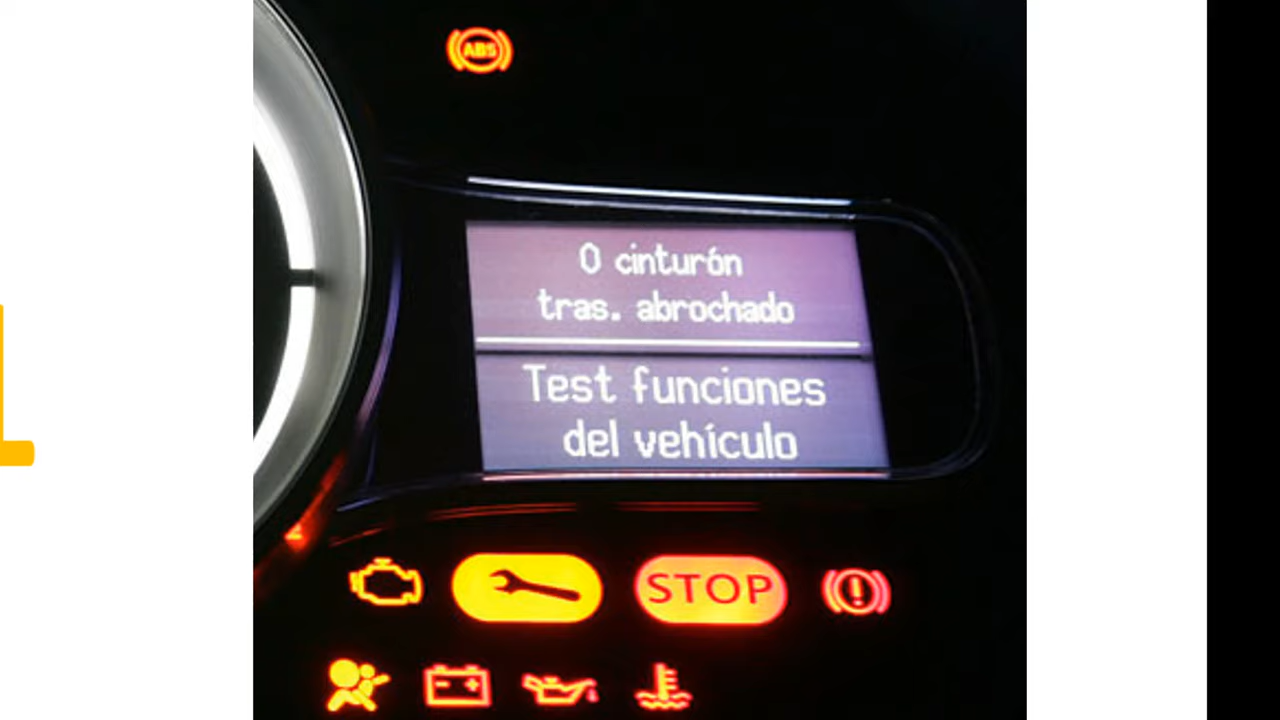 ABS
0 cinturón
tras. abrochado
Test funciones
del vehículo
STOP